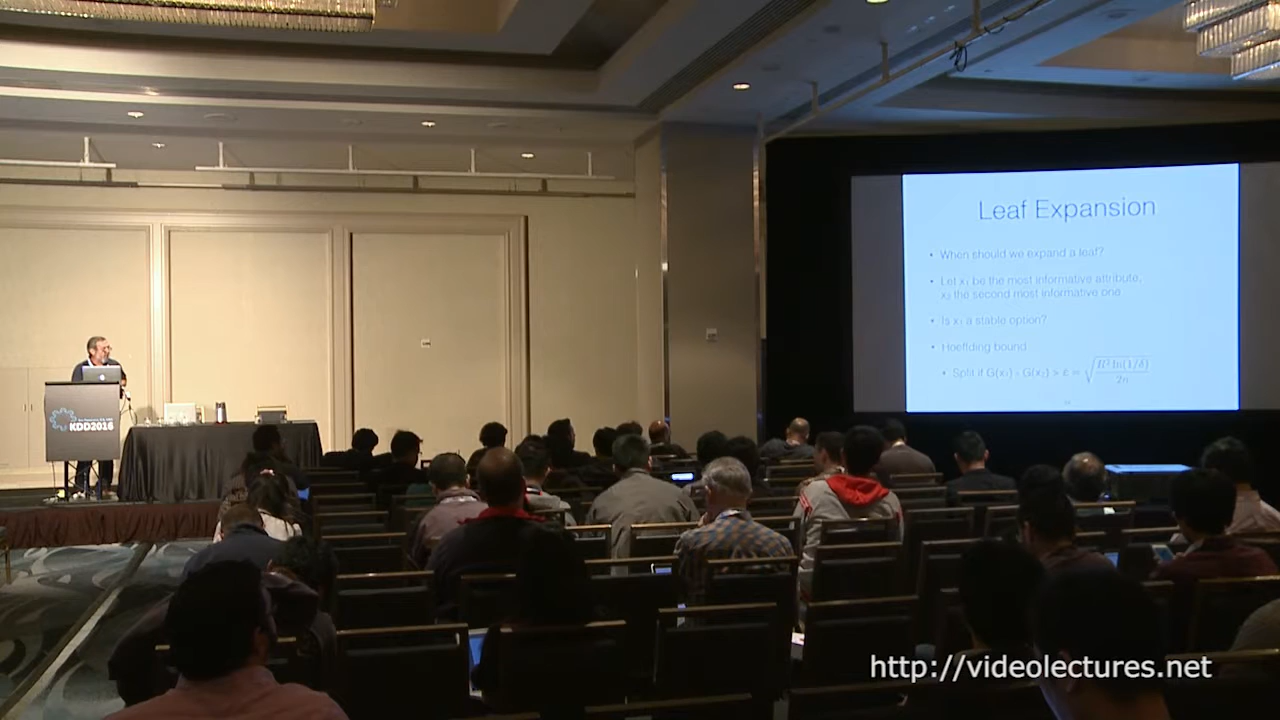 Leaf Expansion
• When should we expand a leaf?
• Let x₁ be the most informative attribute,
x₂ the second most informative one
• Is x₁ a stable option?
• Hoeffding bound
• Split if G(x₁) - G(x₂) > ε = √(R² ln(1/δ) / 2n)
KDD2016
http://videolectures.net